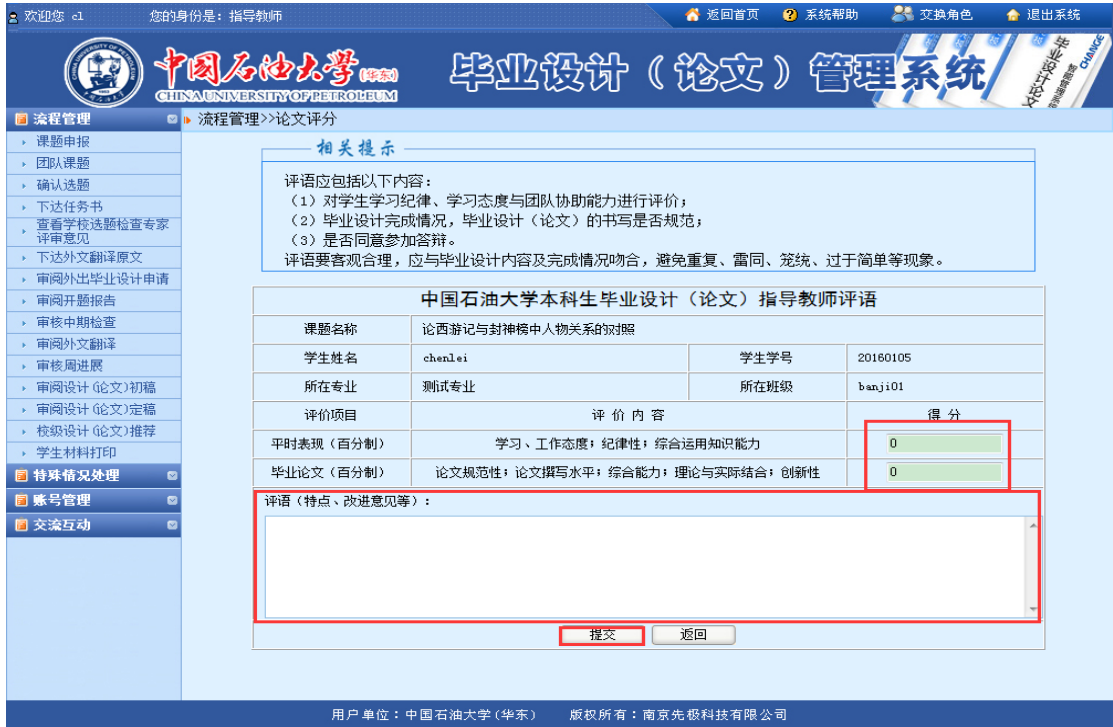 欢迎您 cl 您的身份是：指导教师 返回首页 系统帮助 交换角色 退出系统
中国石油大学(华东)
CHINA UNIVERSITY OF PETROLEUM
毕业设计（论文）管理系统
毕业设计论文
智能管理系统
CHANGE
流程管理
流程管理>>论文评分
课题申报
团队课题
确认选题
下达任务书
查看学校选题检查专家
评审意见
下达外文翻译原文
审阅外出毕业设计申请
审阅开题报告
审核中期检查
审阅外文翻译
审核周进展
审阅设计(论文)初稿
审阅设计(论文)定稿
校级设计(论文)推荐
学生材料打印
特殊情况处理
账号管理
交流互动
相关提示
评语应包括以下内容：
（1）对学生学习纪律、学习态度与团队协助能力进行评价；
（2）毕业设计完成情况，毕业设计（论文）的书写是否规范；
（3）是否同意参加答辩。
评语要客观合理，应与毕业设计内容及完成情况吻合，避免重复、雷同、笼统、过于简单等现象。
中国石油大学本科生毕业设计（论文）指导教师评语
课题名称 论西游记与封神榜中人物关系的对照
学生姓名 chenlei 学生学号 20160105
所在专业 测试专业 所在班级 banji01
评价项目 评 价 内 容 得 分
平时表现（百分制） 学习、工作态度；纪律性；综合运用知识能力 0
毕业论文（百分制） 论文规范性；论文撰写水平；综合能力；理论与实际结合；创新性 0
评语（特点、改进意见等）：
提交 返回
用户单位：中国石油大学(华东) 版权所有：南京先极科技有限公司